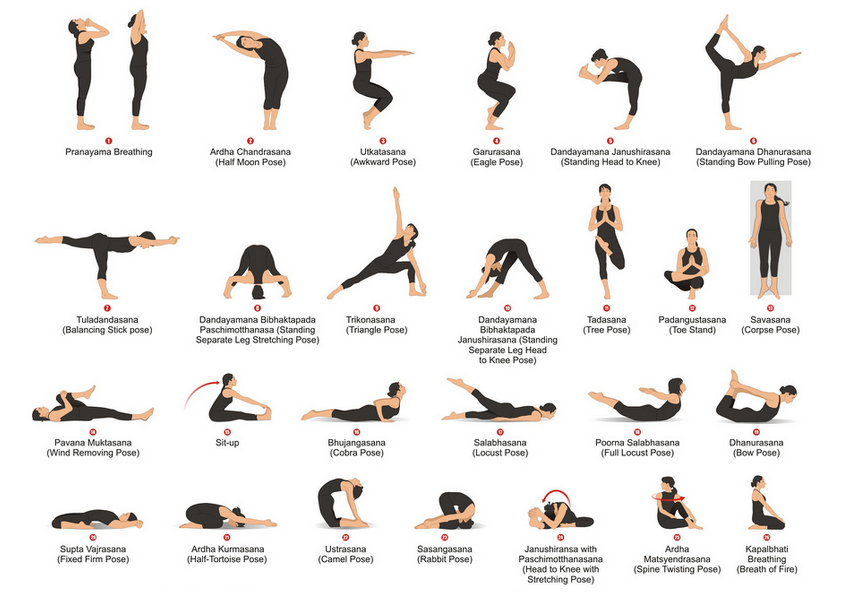 1
Pranayama Breathing
2
Ardha Chandrasana
(Half Moon Pose)
3
Utkatasana
(Awkward Pose)
4
Garurasana
(Eagle Pose)
5
Dandayamana Janushirasana
(Standing Head to Knee)
6
Dandayamana Dhanurasana
(Standing Bow Pulling Pose)
7
Tuladandasana
(Balancing Stick pose)
8
Dandayamana Bibhaktapada
Paschimotthanasa (Standing
Separate Leg Stretching Pose)
9
Trikonasana
(Triangle Pose)
10
Dandayamana
Bibhaktapada
Janushirasana (Standing
Separate Leg Head
to Knee Pose)
11
Tadasana
(Tree Pose)
12
Padangustasana
(Toe Stand)
13
Savasana
(Corpse Pose)
14
Pavana Muktasana
(Wind Removing Pose)
15
Sit-up
16
Bhujangasana
(Cobra Pose)
17
Salabhasana
(Locust Pose)
18
Poorna Salabhasana
(Full Locust Pose)
19
Dhanurasana
(Bow Pose)
20
Supta Vajrasana
(Fixed Firm Pose)
21
Ardha Kurmasana
(Half-Tortoise Pose)
22
Ustrasana
(Camel Pose)
23
Sasangasana
(Rabbit Pose)
24
Janushiransa with
Paschimotthanasana
(Head to Knee with
Stretching Pose)
25
Ardha
Matsyendrasana
(Spine Twisting Pose)
26
Kapalbhati
Breathing
(Breath of Fire)